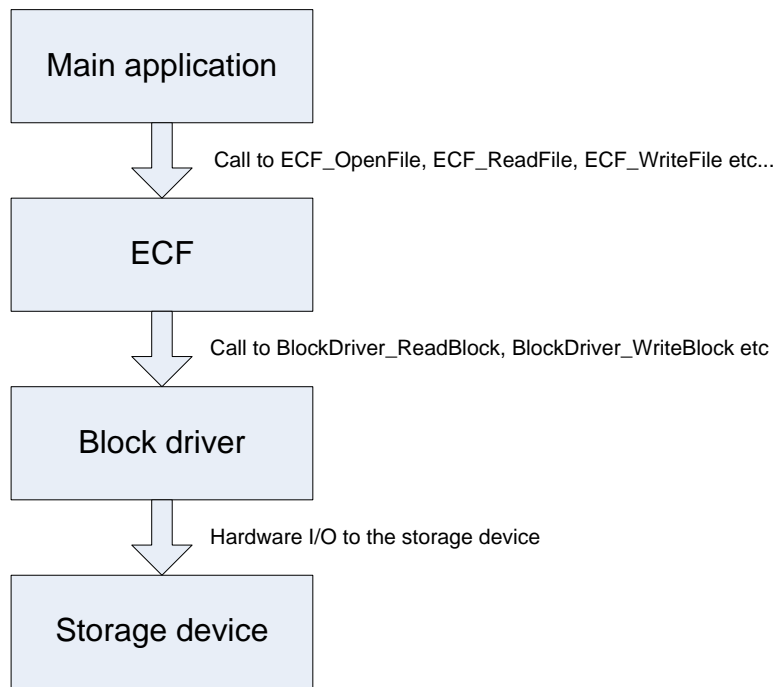 Main application
Call to ECF_OpenFile, ECF_ReadFile, ECF_WriteFile etc...
ECF
Call to BlockDriver_ReadBlock, BlockDriver_WriteBlock etc
Block driver
Hardware I/O to the storage device
Storage device